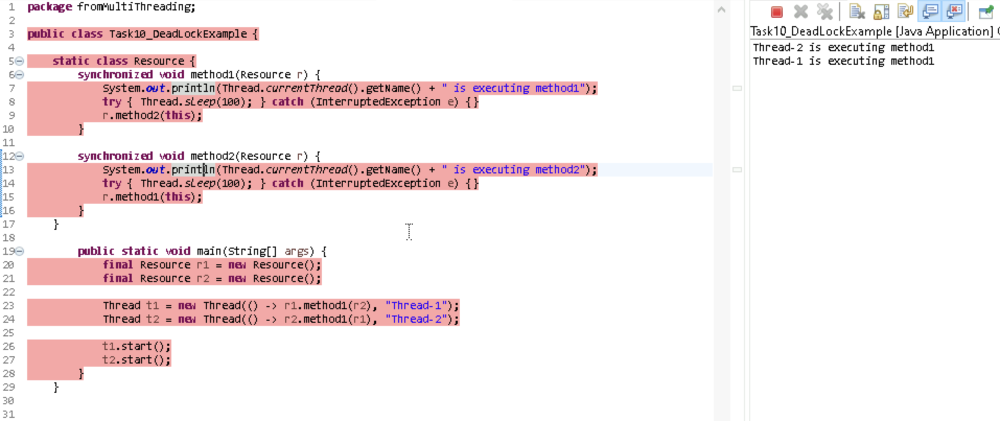 1 package fromMultiThreading;
2
3 public class Task10_DeadLockExample {
4
5 static class Resource {
6 synchronized void method1(Resource r) {
7 System.out.println(Thread.currentThread().getName() + " is executing method1");
8 try { Thread.sleep(100); } catch (InterruptedException e) {}
9 r.method2(this);
10 }
11
12 synchronized void method2(Resource r) {
13 System.out.println(Thread.currentThread().getName() + " is executing method2");
14 try { Thread.sleep(100); } catch (InterruptedException e) {}
15 r.method1(this);
16 }
17 }
18
19 public static void main(String[] args) {
20 final Resource r1 = new Resource();
21 final Resource r2 = new Resource();
22
23 Thread t1 = new Thread(() -> r1.method1(r2), "Thread-1");
24 Thread t2 = new Thread(() -> r2.method1(r1), "Thread-2");
25
26 t1.start();
27 t2.start();
28 }
29 }
30
31
Task10_DeadLockExample [Java Application]
Thread-2 is executing method1
Thread-1 is executing method1